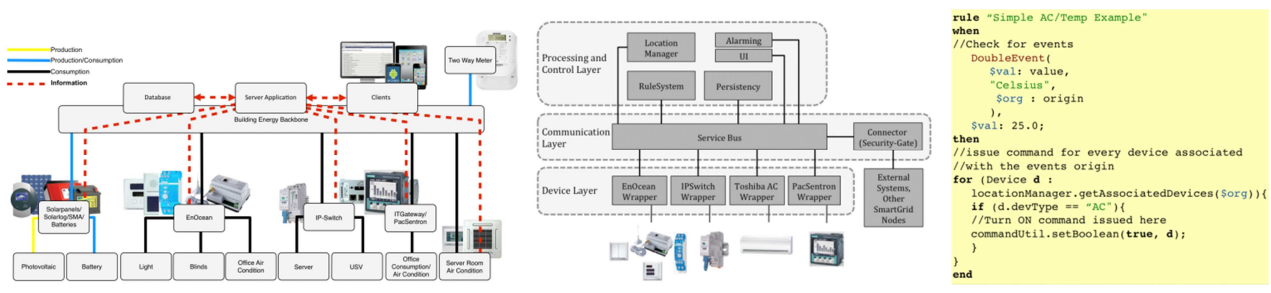 Production
Production/Consumption
Consumption
Information
Two Way Meter
Database
Server Application
Clients
Building Energy Backbone
Solarpanels/
Solarlog/SMA/
Batteries
EnOcean
IP-Switch
ITGateway/
PacSentron
Photovoltaic
Battery
Light
Blinds
Office Air
Condition
Server
USV
Office
Consumption/
Air Condition
Server Room
Air Condition
Processing and
Control Layer
Location
Manager
Alarming
UI
RuleSystem
Persistency
Communication
Layer
Service Bus
Connector
(Security-Gate)
Device Layer
EnOcean
Wrapper
IPSwitch
Wrapper
Toshiba AC
Wrapper
PacSentron
Wrapper
External
Systems,
Other
SmartGrid
Nodes
rule “Simple AC/Temp Example"
when
//Check for events
DoubleEvent(
$val: value,
"Celsius",
$org : origin
),
$val: 25.0;
then
//issue command for every device associated
//with the events origin
for (Device d :
locationManager.getAssociatedDevices($org)){
if (d.devType == “AC"){
//Turn ON command issued here
commandUtil.setBoolean(true, d);
}
}
end